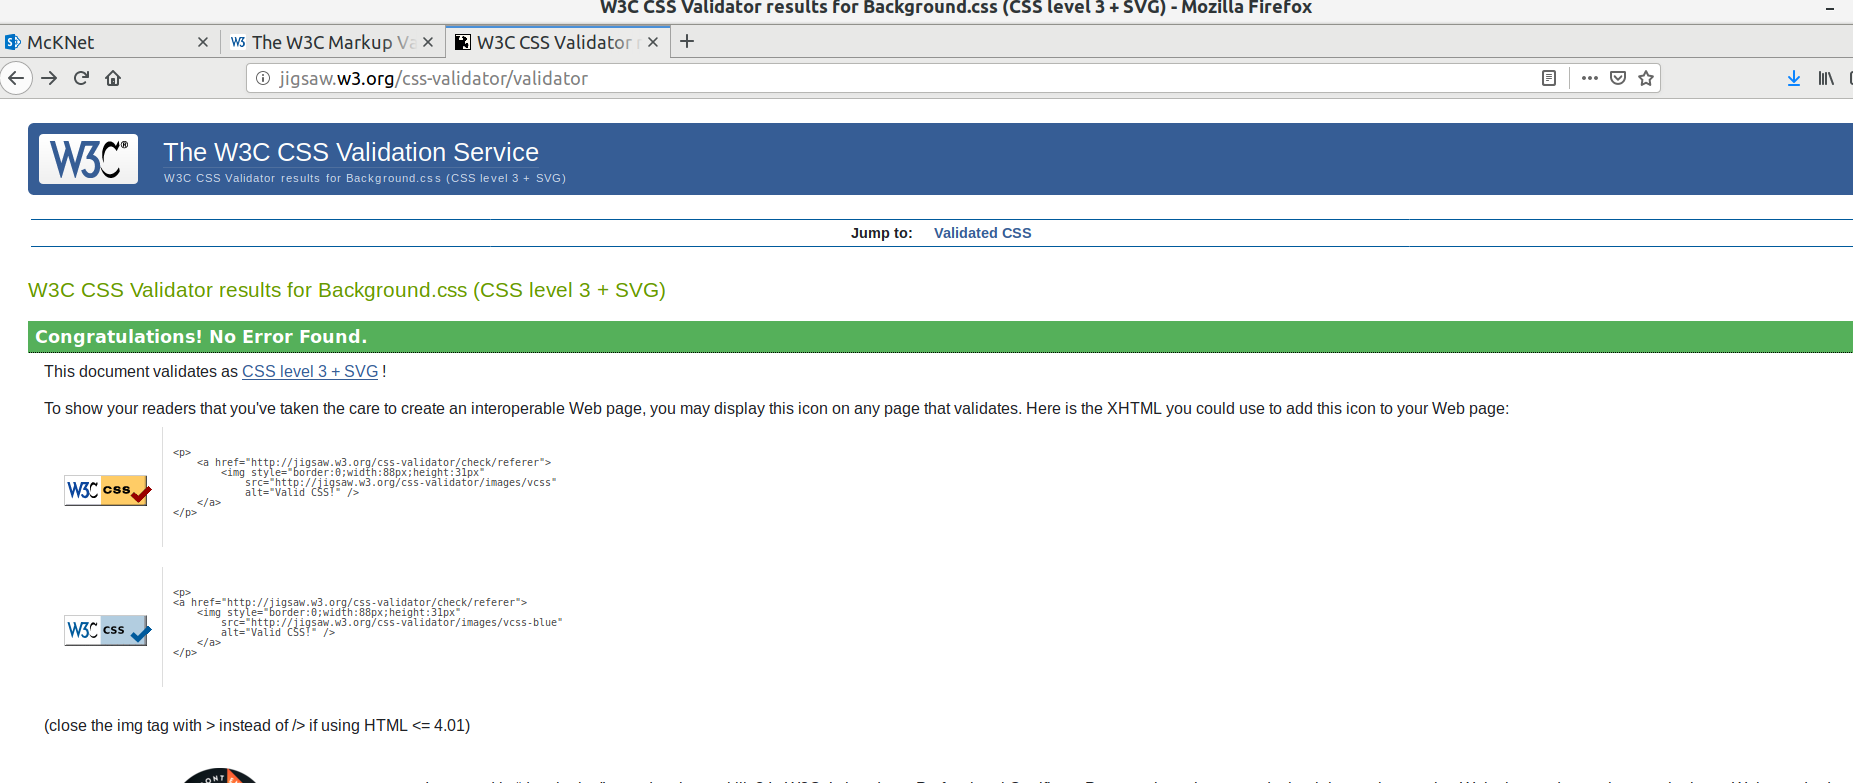 W3C CSS Validator results for Background.css (CSS level 3 + SVG) - Mozilla Firefox
McKNet
The W3C Markup Va
W3C CSS Validator r
jigsaw.w3.org/css-validator/validator
W3C®
The W3C CSS Validation Service
W3C CSS Validator results for Background.css (CSS level 3 + SVG)
Jump to: Validated CSS
W3C CSS Validator results for Background.css (CSS level 3 + SVG)
Congratulations! No Error Found.
This document validates as CSS level 3 + SVG !
To show your readers that you've taken the care to create an interoperable Web page, you may display this icon on any page that validates. Here is the XHTML you could use to add this icon to your Web page:
W3C css
<p>
<a href="http://jigsaw.w3.org/css-validator/check/referer">
<img style="border:0;width:88px;height:31px"
src="http://jigsaw.w3.org/css-validator/images/vcss"
alt="Valid CSS!" />
</a>
</p>
W3C css
<p>
<a href="http://jigsaw.w3.org/css-validator/check/referer">
<img style="border:0;width:88px;height:31px"
src="http://jigsaw.w3.org/css-validator/images/vcss-blue"
alt="Valid CSS!" />
</a>
</p>
(close the img tag with > instead of /> if using HTML <= 4.01)